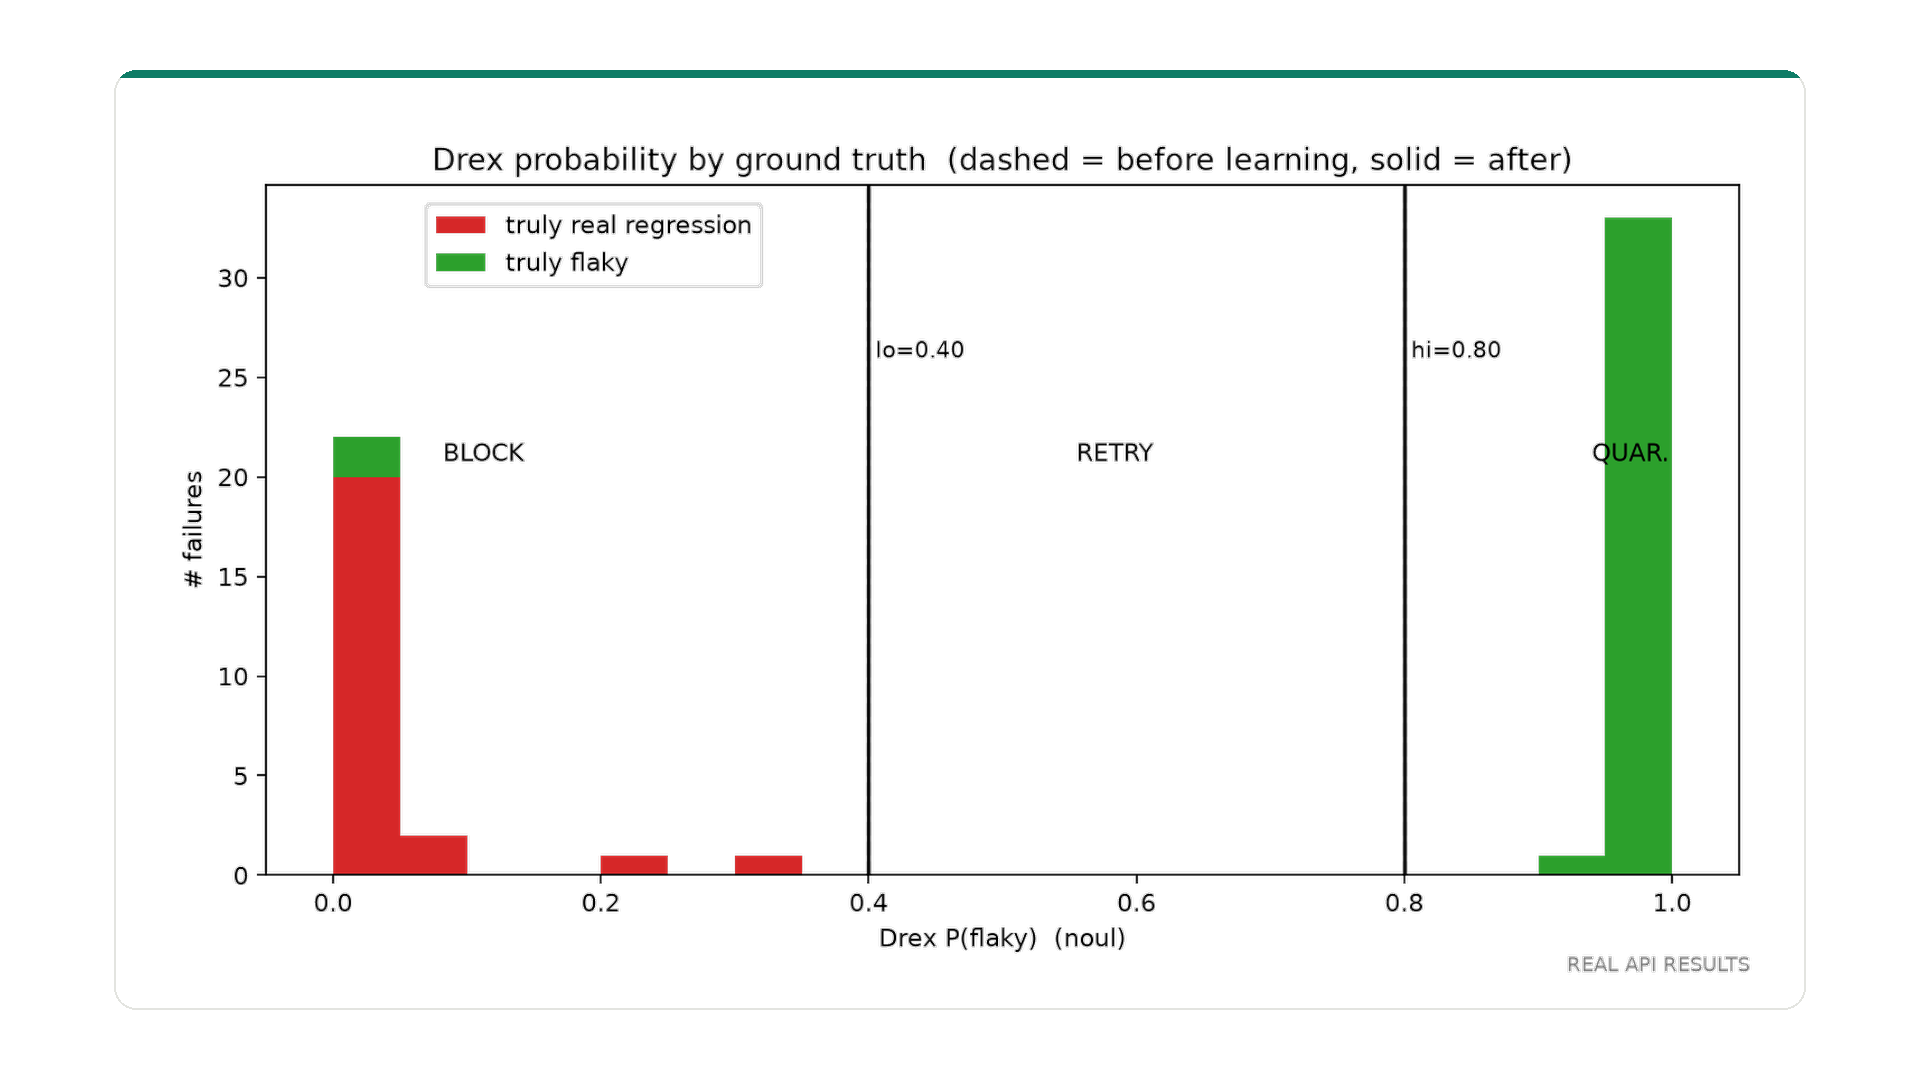 Drex probability by ground truth  (dashed = before learning, solid = after)
truly real regression
truly flaky
30
25
20
15
10
5
0
# failures
lo=0.40
hi=0.80
BLOCK
RETRY
QUAR.
0.0
0.2
0.4
0.6
0.8
1.0
Drex P(flaky)  (noul)
REAL API RESULTS